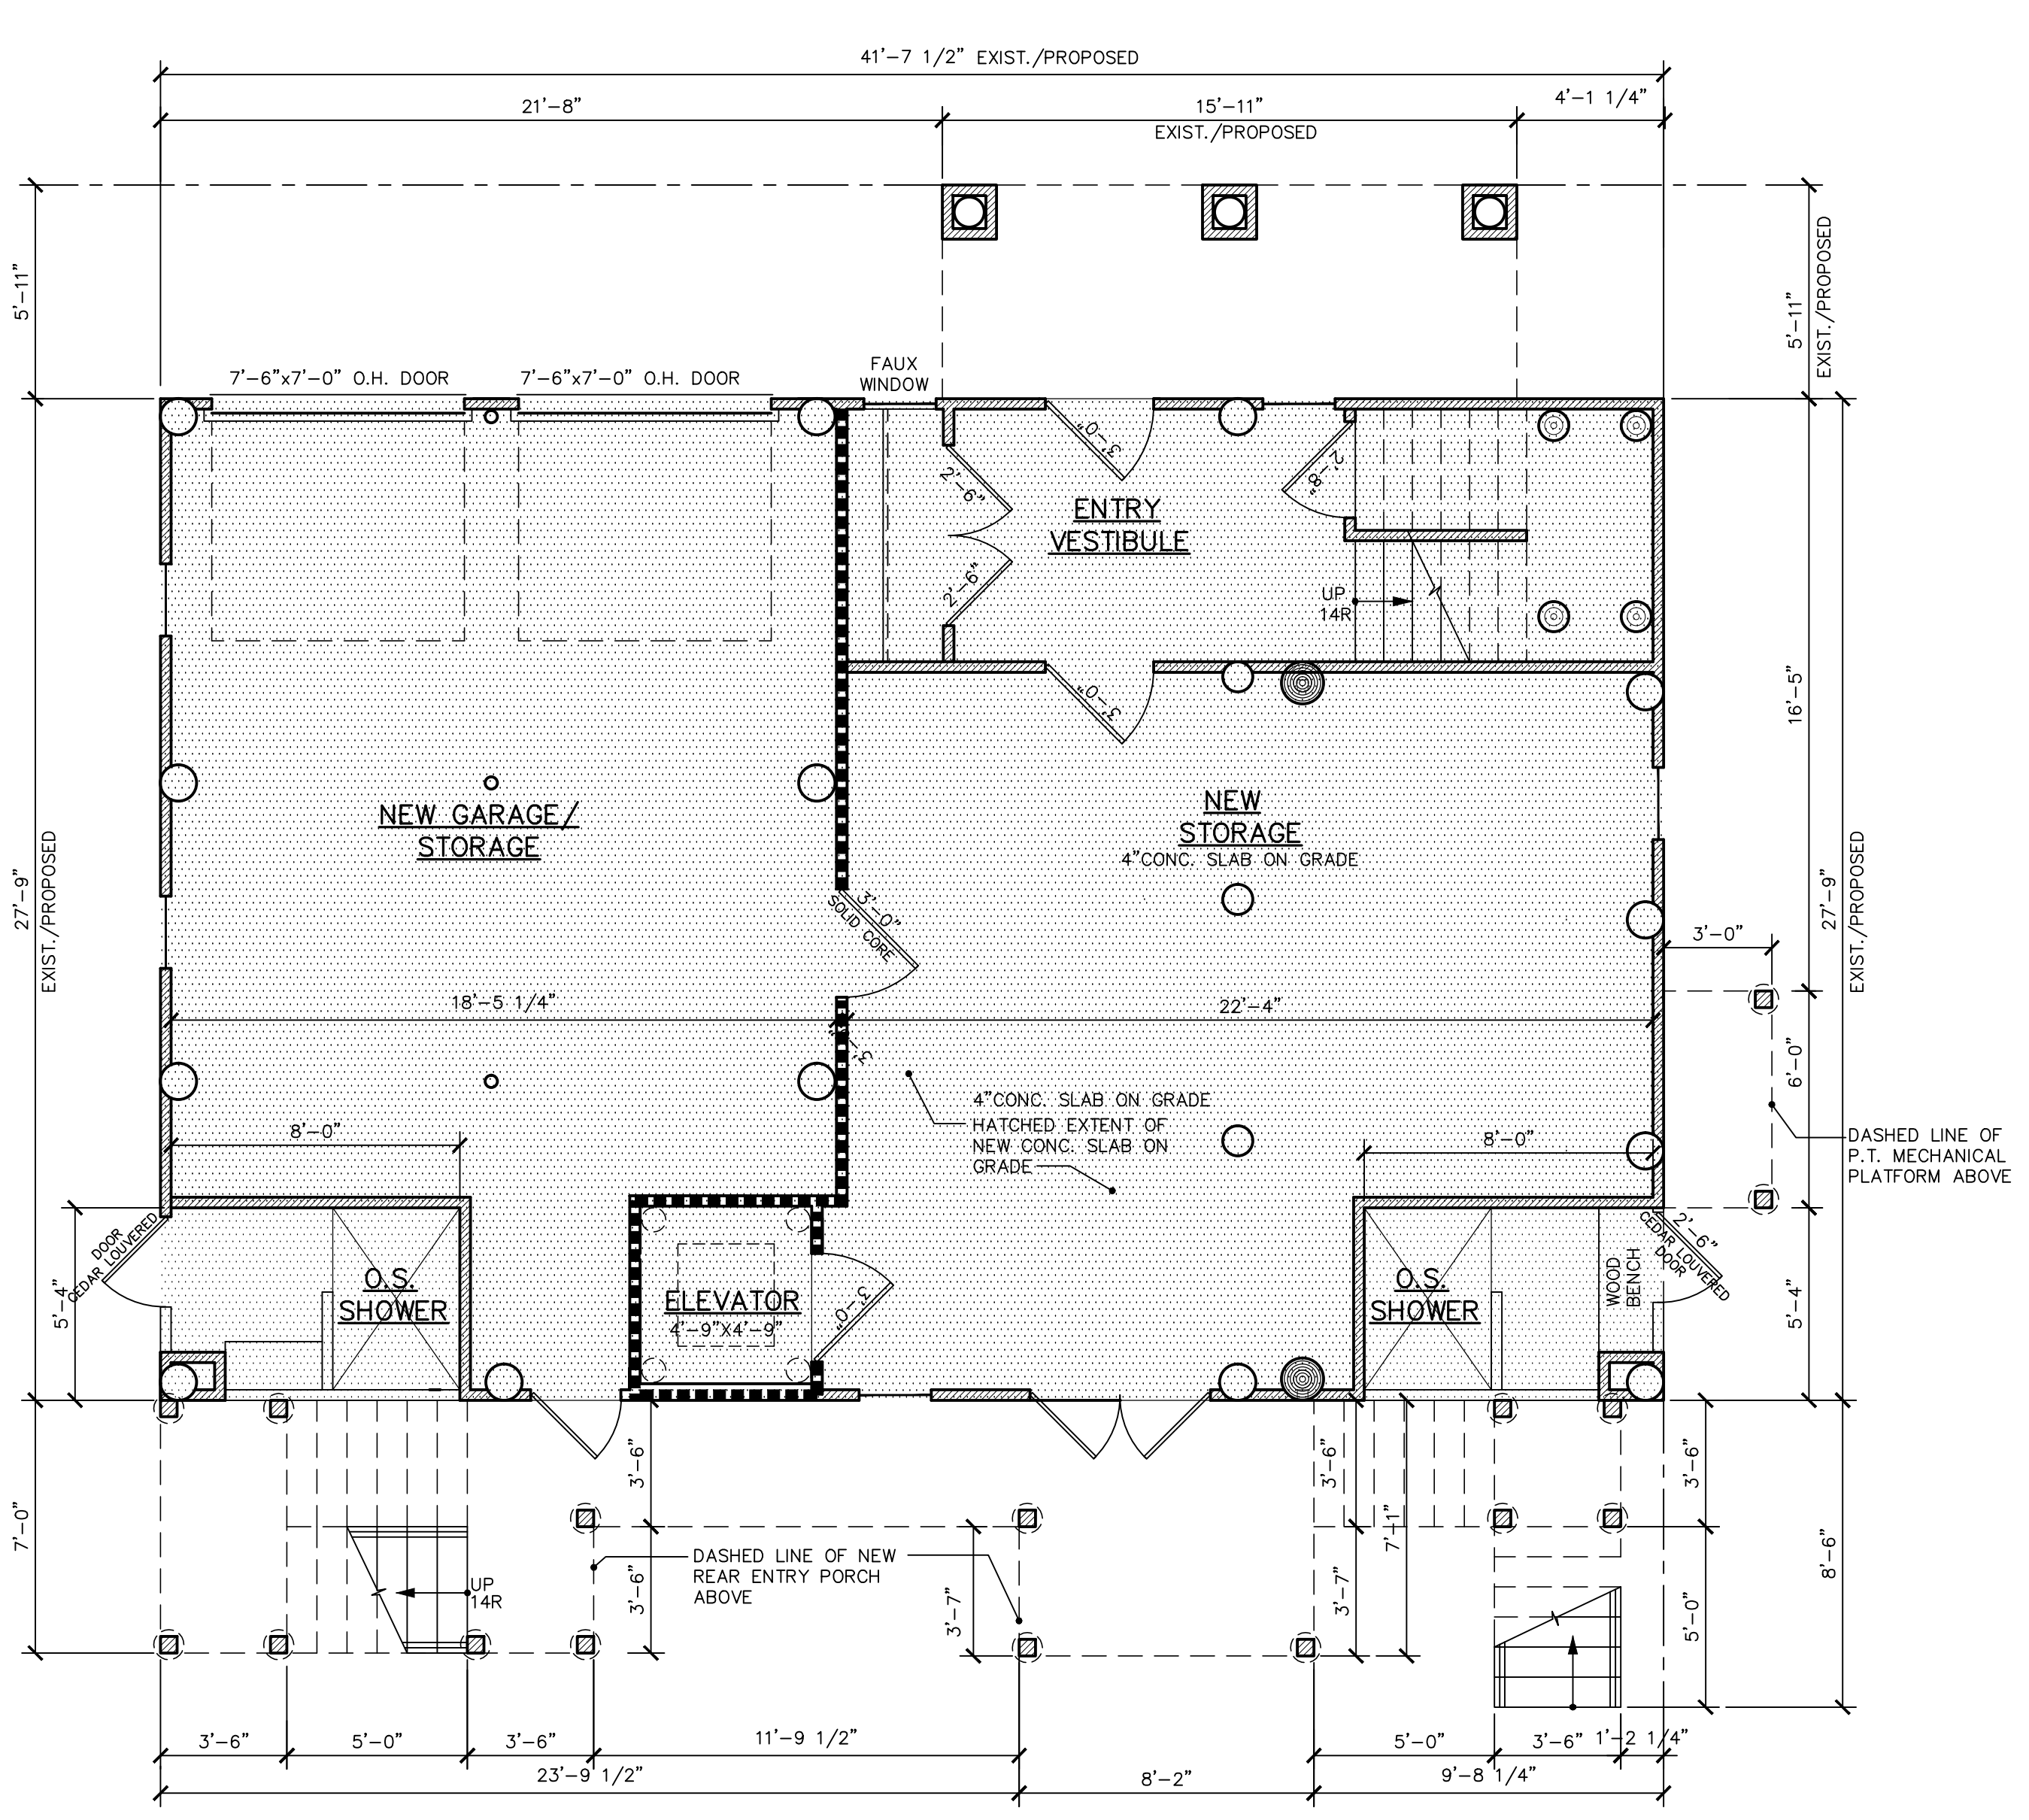 41'-7 1/2" EXIST./PROPOSED
21'-8"
15'-11"
EXIST./PROPOSED
4'-1 1/4"
5'-11"
5'-11"
EXIST./PROPOSED
7'-6"x7'-0" O.H. DOOR
7'-6"x7'-0" O.H. DOOR
FAUX
WINDOW
3'-0"
2'-6"
2'-8"
ENTRY
VESTIBULE
2'-6"
UP
14R
3'-0"
16'-5"
NEW GARAGE/
STORAGE
NEW
STORAGE
4"CONC. SLAB ON GRADE
27'-9"
EXIST./PROPOSED
27'-9"
EXIST./PROPOSED
3'-0"
SOLID CORE
3'-0"
18'-5 1/4"
22'-4"
6'-0"
4"CONC. SLAB ON GRADE
HATCHED EXTENT OF
NEW CONC. SLAB ON
GRADE
8'-0"
8'-0"
DASHED LINE OF
P.T. MECHANICAL
PLATFORM ABOVE
DOOR
CEDAR LOUVERED
5'-4"
O.S.
SHOWER
ELEVATOR
4'-9"X4'-9"
3'-0"
O.S.
SHOWER
WOOD
BENCH
2'-6"
CEDAR LOUVERED
DOOR
5'-4"
3'-6"
3'-6"
3'-6"
7'-0"
7'-1"
8'-6"
DASHED LINE OF NEW
REAR ENTRY PORCH
ABOVE
UP
14R
3'-6"
3'-7"
3'-7"
5'-0"
3'-6"
5'-0"
3'-6"
11'-9 1/2"
5'-0"
3'-6"
1'-2 1/4"
23'-9 1/2"
8'-2"
9'-8 1/4"